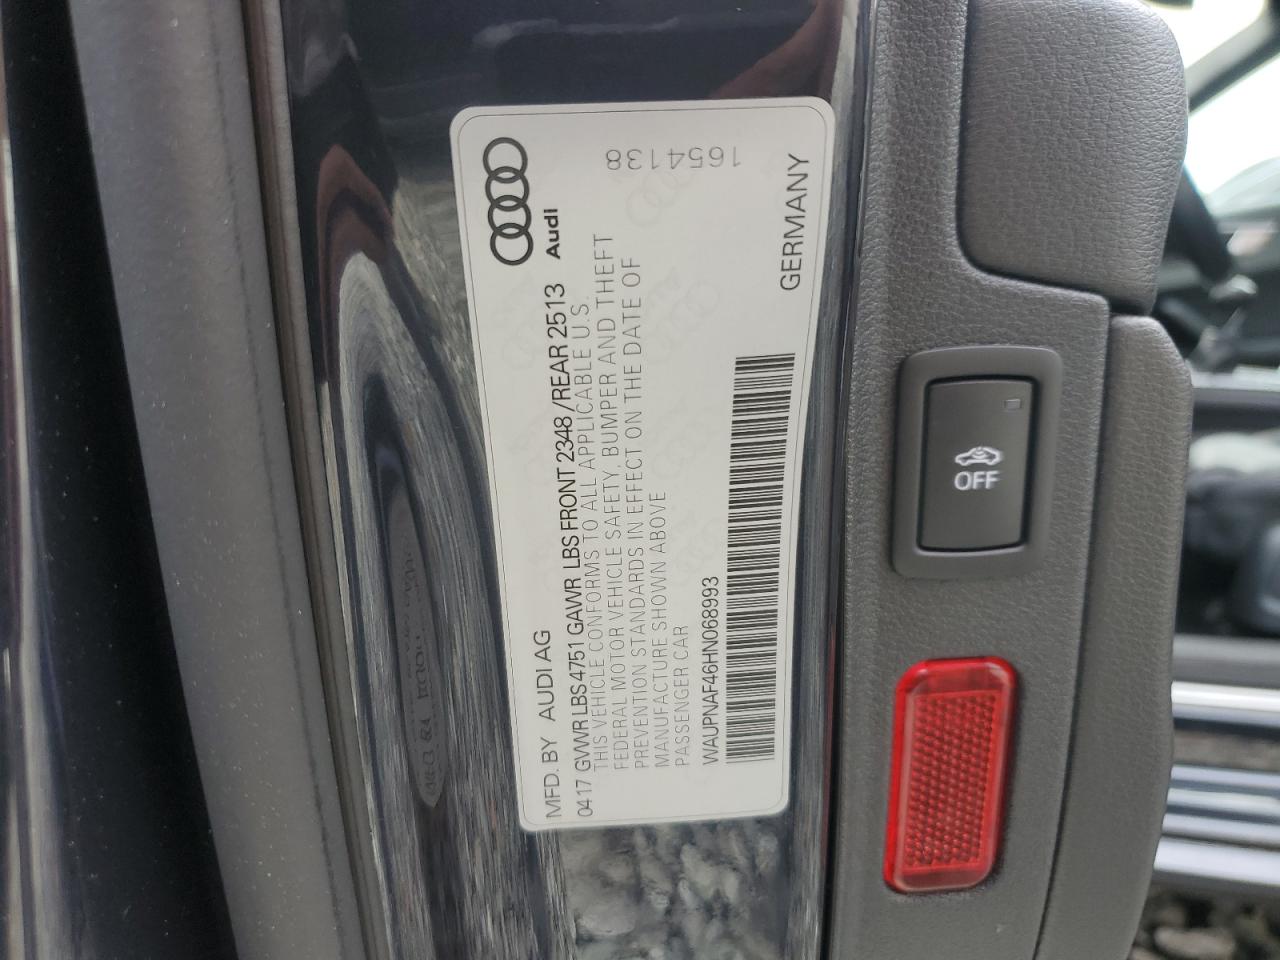 Audi
MFD. BY AUDI AG
0417 GVWR LBS4751 GAWR LBS FRONT 2348 /REAR 2513
THIS VEHICLE CONFORMS TO ALL APPLICABLE U.S.
FEDERAL MOTOR VEHICLE SAFETY, BUMPER AND THEFT
PREVENTION STANDARDS IN EFFECT ON THE DATE OF
MANUFACTURE SHOWN ABOVE
PASSENGER CAR
WAUPNAF46HN068993
GERMANY
1654138
OFF